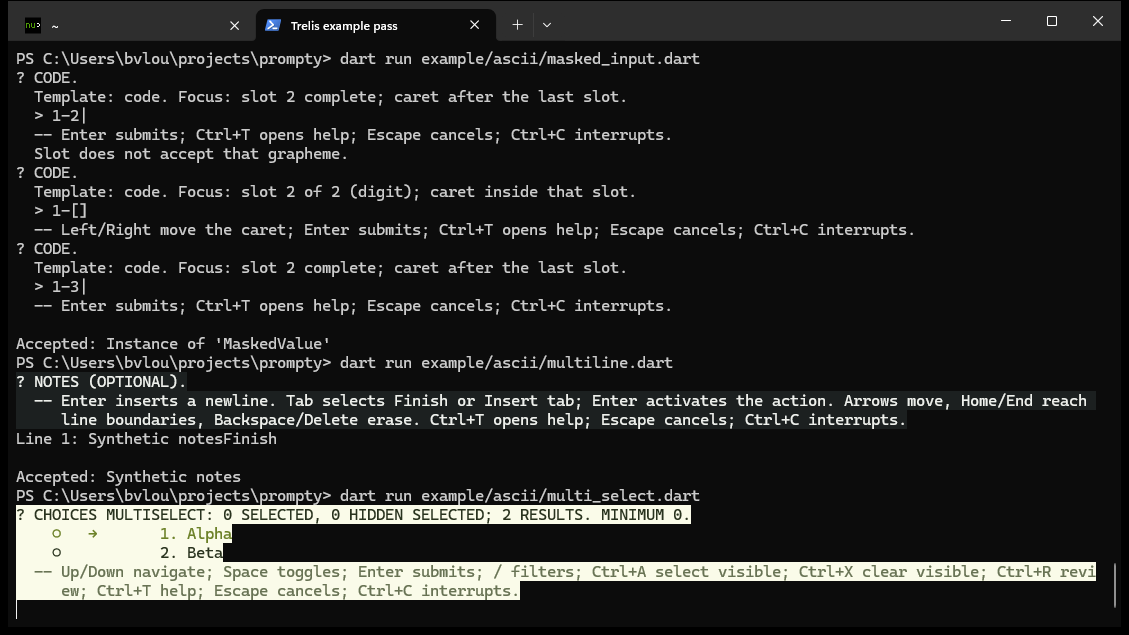 nu> ~
Trelis example pass
PS C:\Users\bvlou\projects\prompty> dart run example/ascii/masked_input.dart
? CODE.
Template: code. Focus: slot 2 complete; caret after the last slot.
> 1-2|
-- Enter submits; Ctrl+T opens help; Escape cancels; Ctrl+C interrupts.
Slot does not accept that grapheme.
? CODE.
Template: code. Focus: slot 2 of 2 (digit); caret inside that slot.
> 1-[]
-- Left/Right move the caret; Enter submits; Ctrl+T opens help; Escape cancels; Ctrl+C interrupts.
? CODE.
Template: code. Focus: slot 2 complete; caret after the last slot.
> 1-3|
-- Enter submits; Ctrl+T opens help; Escape cancels; Ctrl+C interrupts.
Accepted: Instance of 'MaskedValue'
PS C:\Users\bvlou\projects\prompty> dart run example/ascii/multiline.dart
? NOTES (OPTIONAL).
-- Enter inserts a newline. Tab selects Finish or Insert tab; Enter activates the action. Arrows move, Home/End reach
line boundaries, Backspace/Delete erase. Ctrl+T opens help; Escape cancels; Ctrl+C interrupts.
Line 1: Synthetic notesFinish
Accepted: Synthetic notes
PS C:\Users\bvlou\projects\prompty> dart run example/ascii/multi_select.dart
? CHOICES MULTISELECT: 0 SELECTED, 0 HIDDEN SELECTED; 2 RESULTS. MINIMUM 0.
○ → 1. Alpha
○ 2. Beta
-- Up/Down navigate; Space toggles; Enter submits; / filters; Ctrl+A select visible; Ctrl+X clear visible; Ctrl+R revi
ew; Ctrl+T help; Escape cancels; Ctrl+C interrupts.